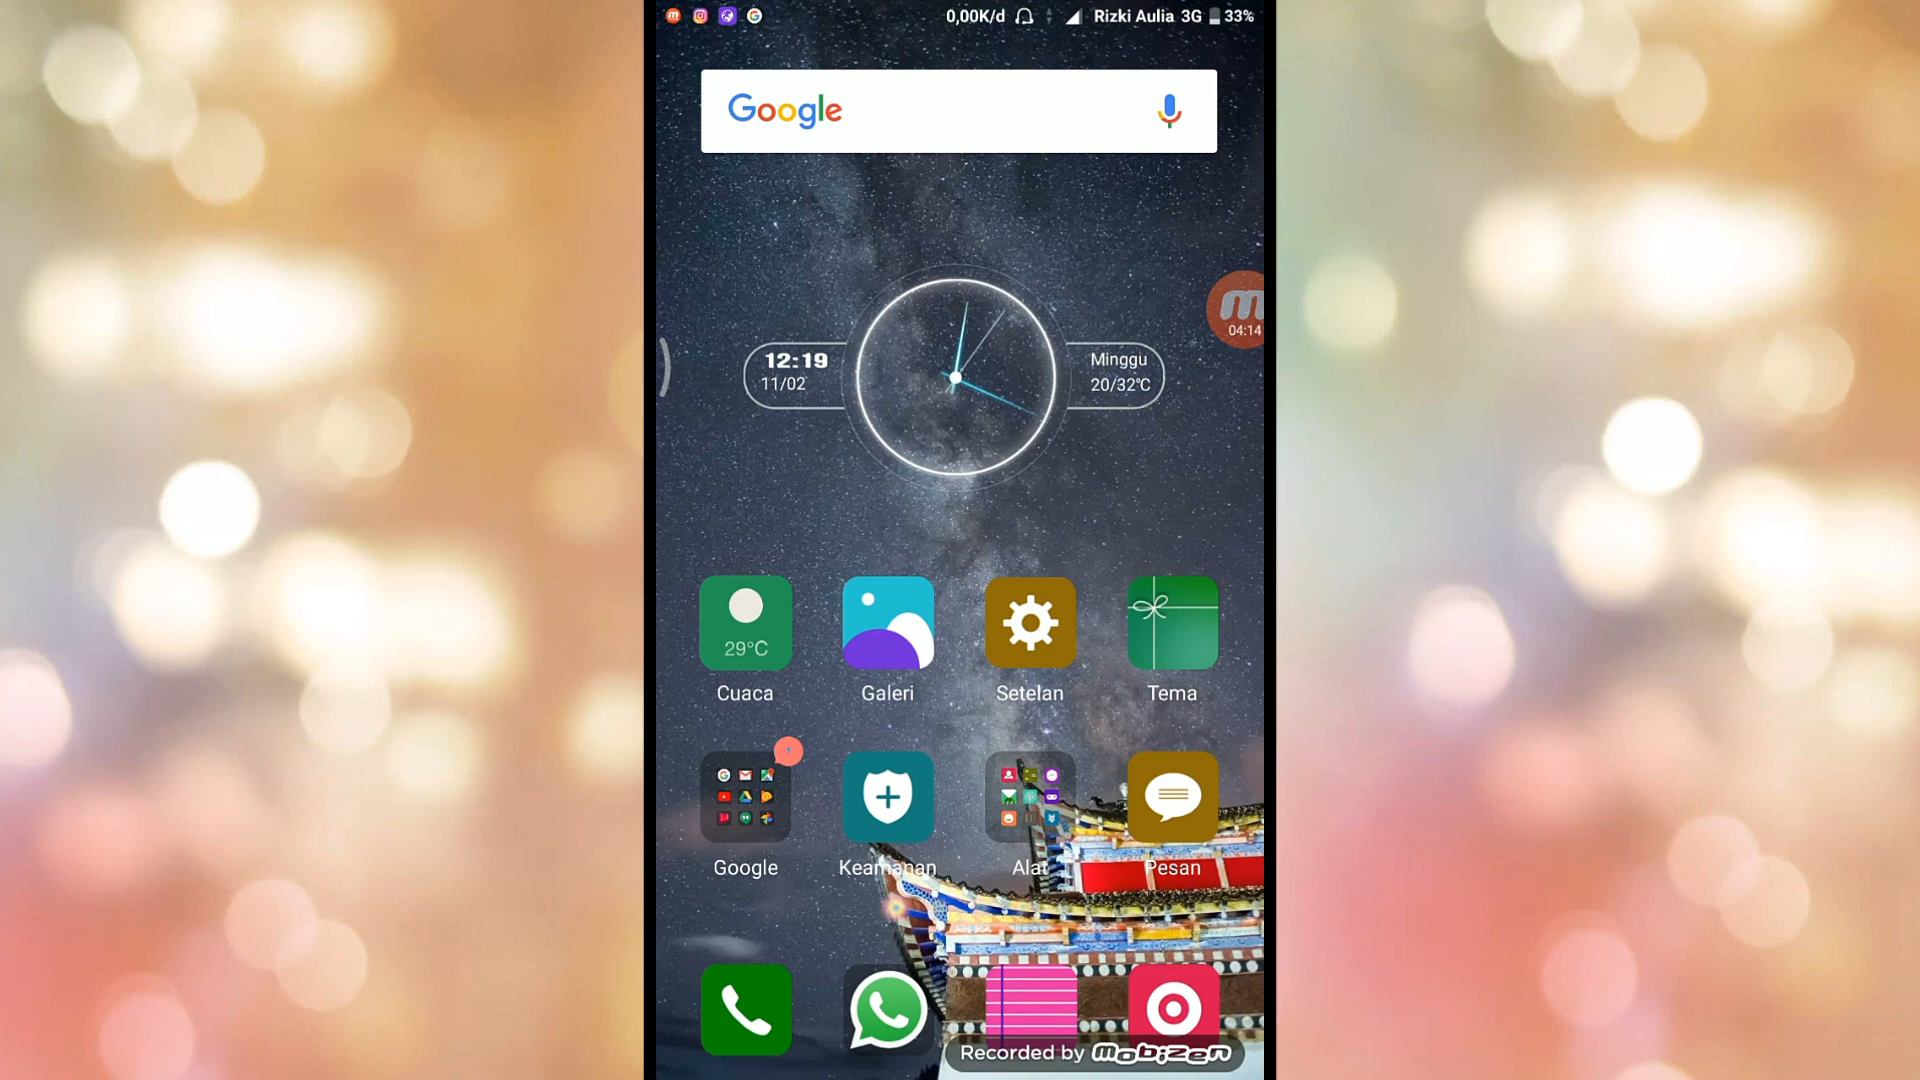 0,00K/d Rizki Aulia 3G 33%
Google
04:14
12:19
11/02
Minggu
20/32°C
29°C
Cuaca Galeri Setelan Tema
Google Keamanan Alat Pesan
Recorded by mobizen